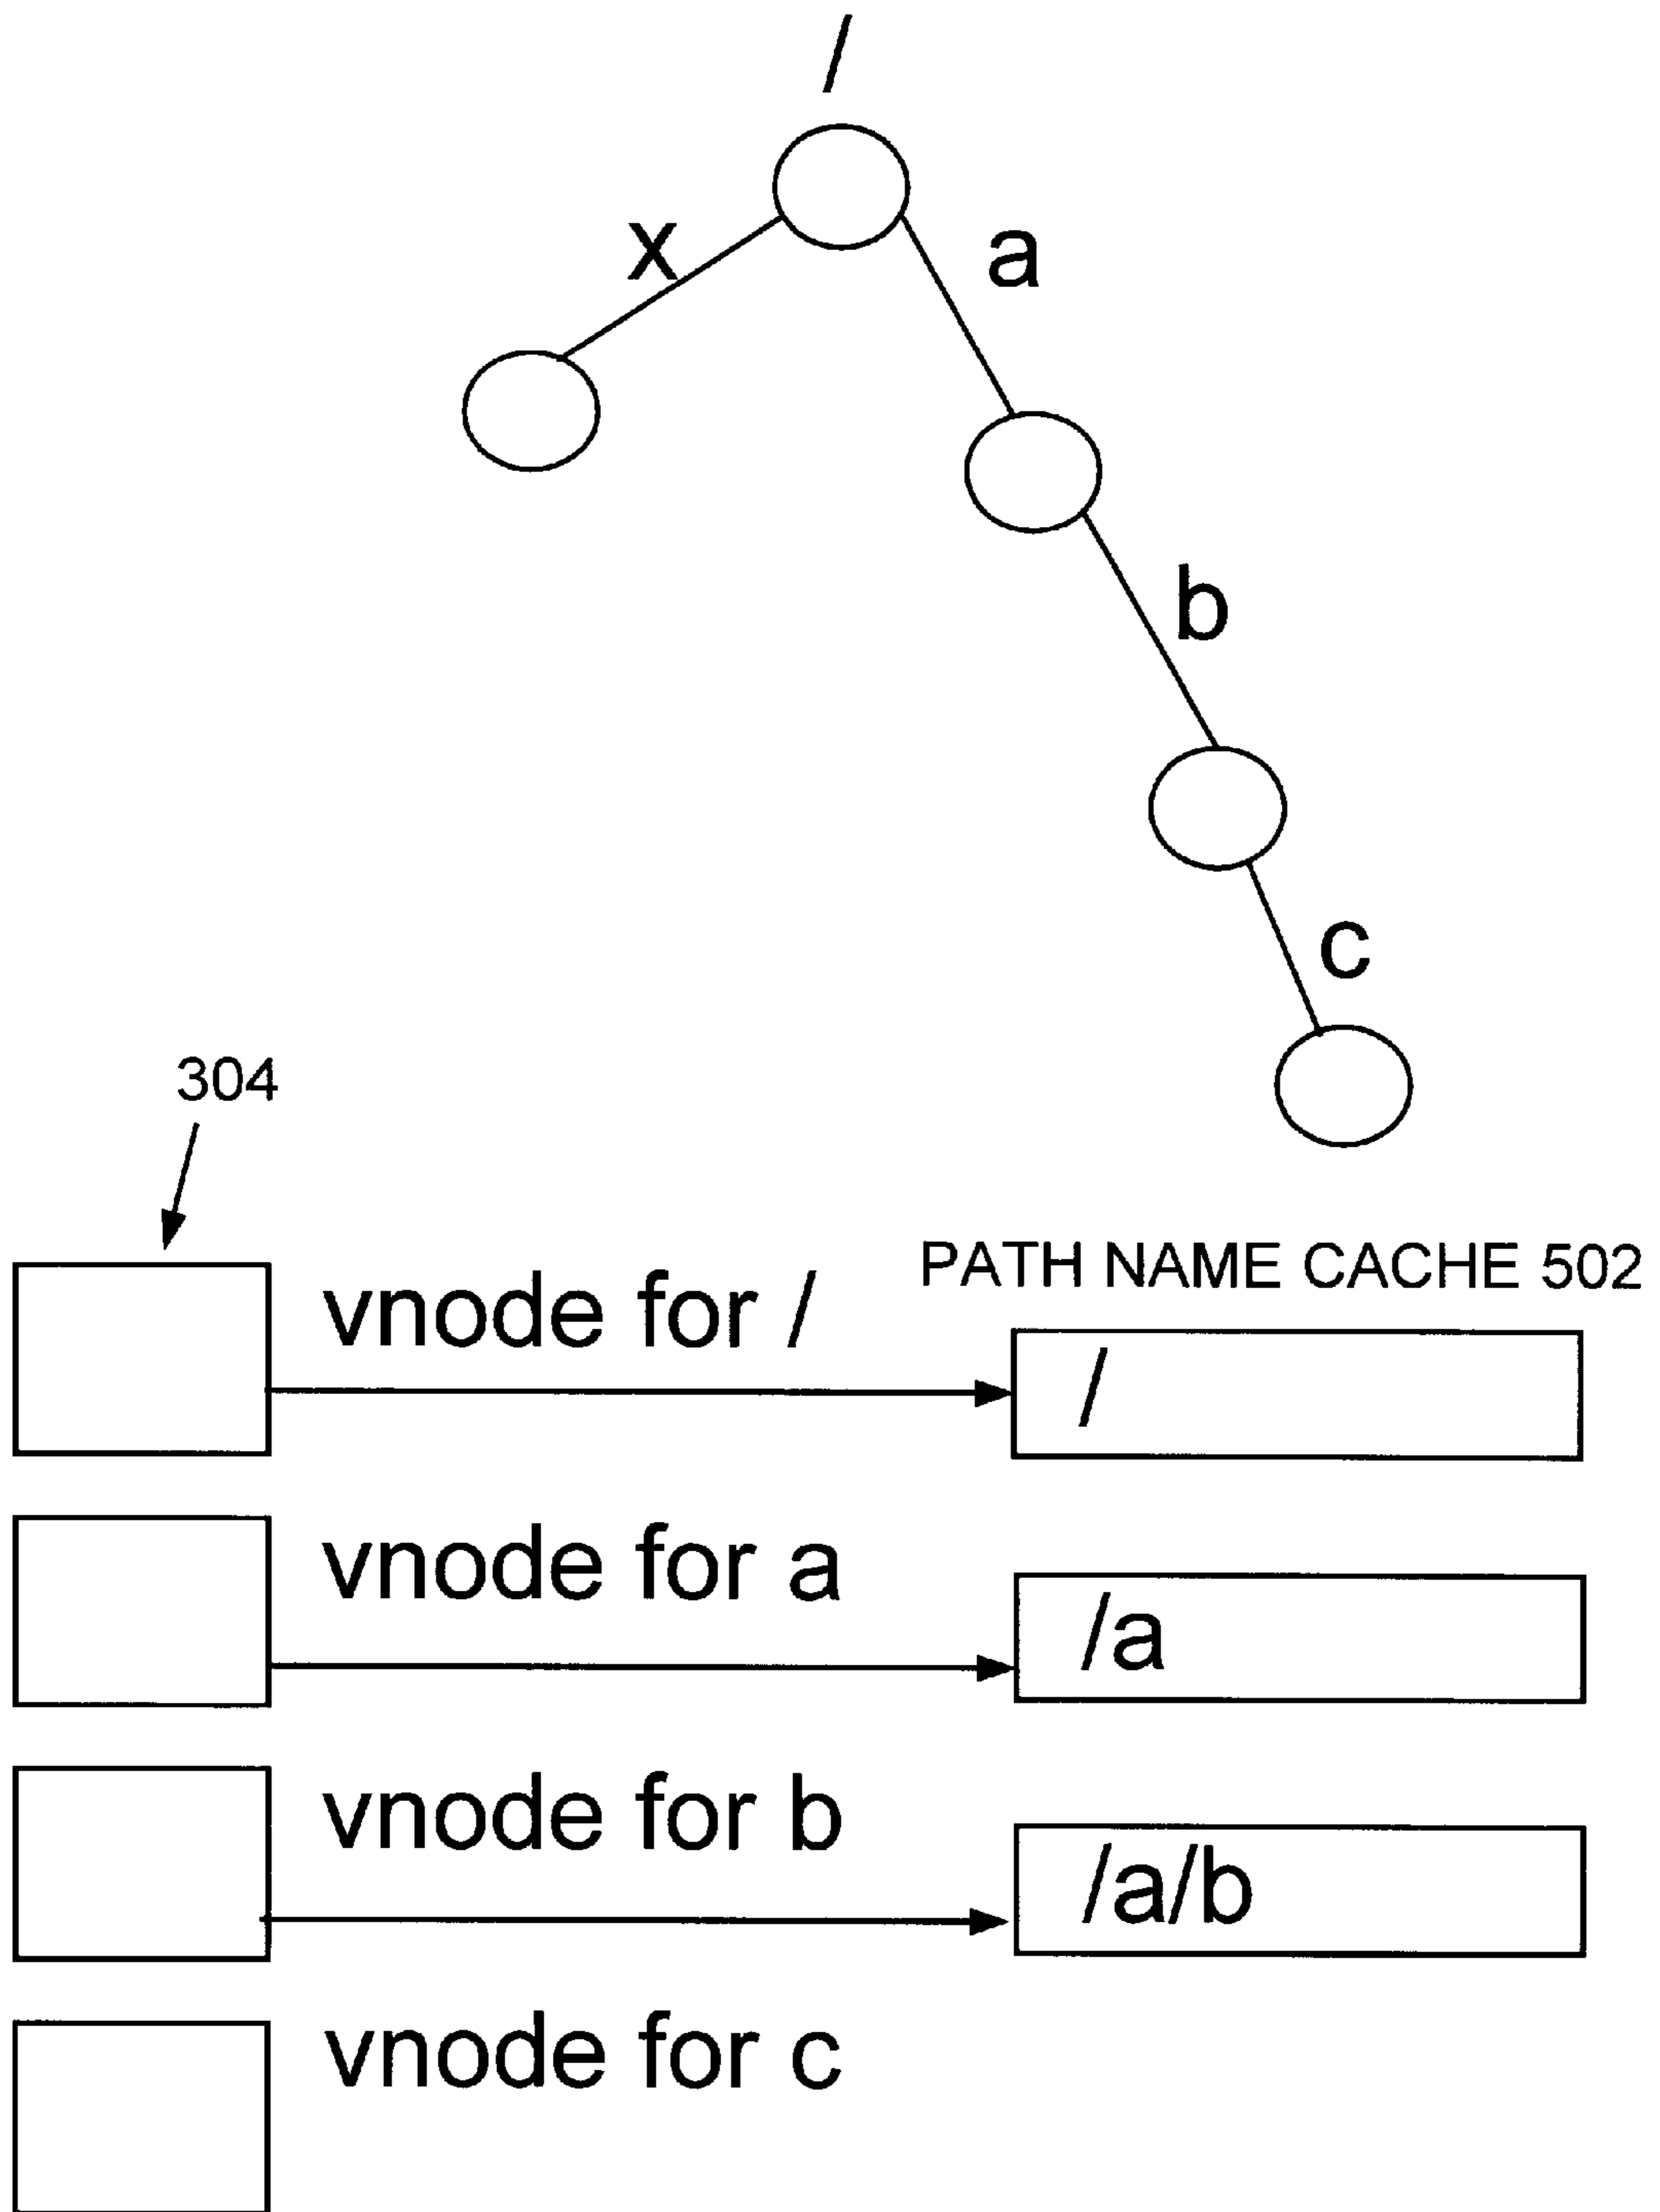 /
x
a
b
c
304
PATH NAME CACHE 502
vnode for /
/
vnode for a
/a
vnode for b
/a/b
vnode for c